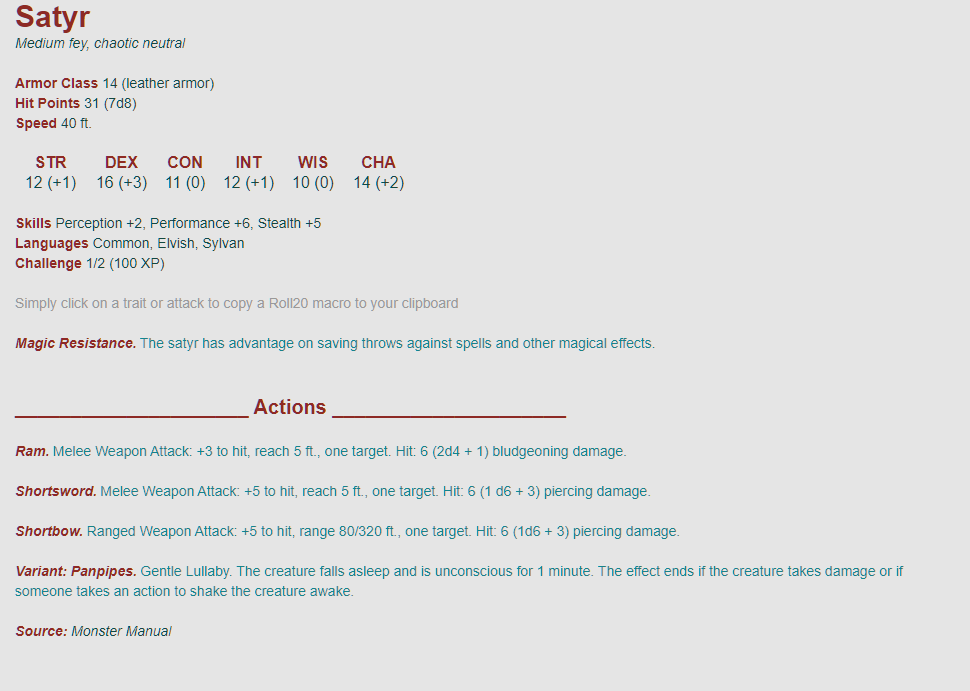 Satyr
Medium fey, chaotic neutral
Armor Class 14 (leather armor)
Hit Points 31 (7d8)
Speed 40 ft.
STR DEX CON INT WIS CHA
12 (+1) 16 (+3) 11 (0) 12 (+1) 10 (0) 14 (+2)
Skills Perception +2, Performance +6, Stealth +5
Languages Common, Elvish, Sylvan
Challenge 1/2 (100 XP)
Simply click on a trait or attack to copy a Roll20 macro to your clipboard
Magic Resistance. The satyr has advantage on saving throws against spells and other magical effects.
_____________________ Actions _____________________
Ram. Melee Weapon Attack: +3 to hit, reach 5 ft., one target. Hit: 6 (2d4 + 1) bludgeoning damage.
Shortsword. Melee Weapon Attack: +5 to hit, reach 5 ft., one target. Hit: 6 (1 d6 + 3) piercing damage.
Shortbow. Ranged Weapon Attack: +5 to hit, range 80/320 ft., one target. Hit: 6 (1d6 + 3) piercing damage.
Variant: Panpipes. Gentle Lullaby. The creature falls asleep and is unconscious for 1 minute. The effect ends if the creature takes damage or if
someone takes an action to shake the creature awake.
Source: Monster Manual